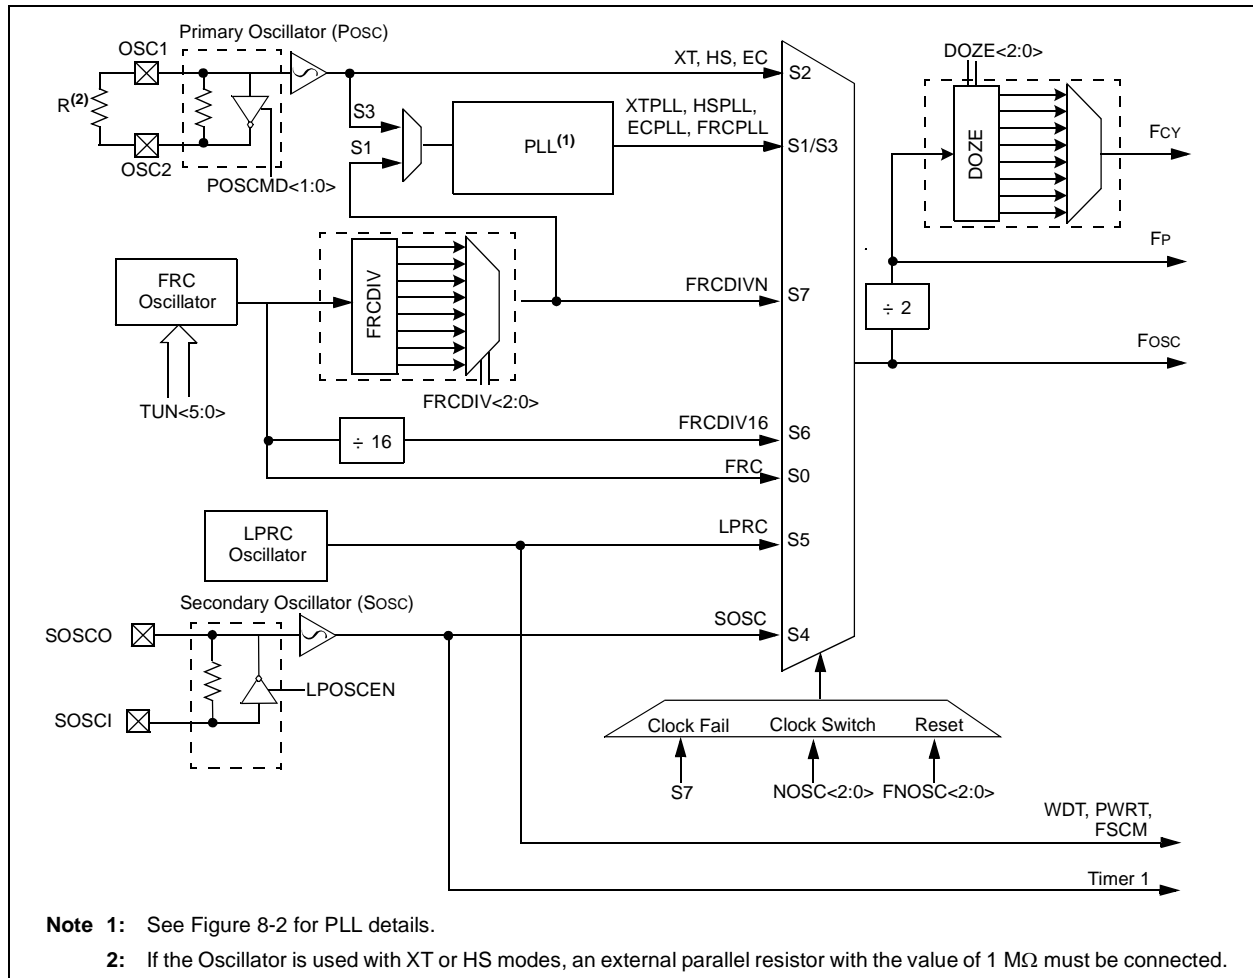 Primary Oscillator (POSC)
OSC1
R(2)
OSC2
POSCMD<1:0>
S3
S1
PLL(1)
XT, HS, EC
XTPLL, HSPLL,
ECPLL, FRCPLL
S2
S1/S3
DOZE<2:0>
DOZE
FCY
FP
÷ 2
FOSC
FRC
Oscillator
TUN<5:0>
FRCDIV
FRCDIV<2:0>
FRCDIVN
S7
÷ 16
FRCDIV16
S6
FRC
S0
LPRC
Oscillator
LPRC
S5
Secondary Oscillator (SOSC)
SOSCO
SOSCI
LPOSCEN
SOSC
S4
Clock Fail
Clock Switch
Reset
S7
NOSC<2:0>
FNOSC<2:0>
WDT, PWRT,
FSCM
Timer 1
Note 1: See Figure 8-2 for PLL details.
2: If the Oscillator is used with XT or HS modes, an external parallel resistor with the value of 1 MΩ must be connected.